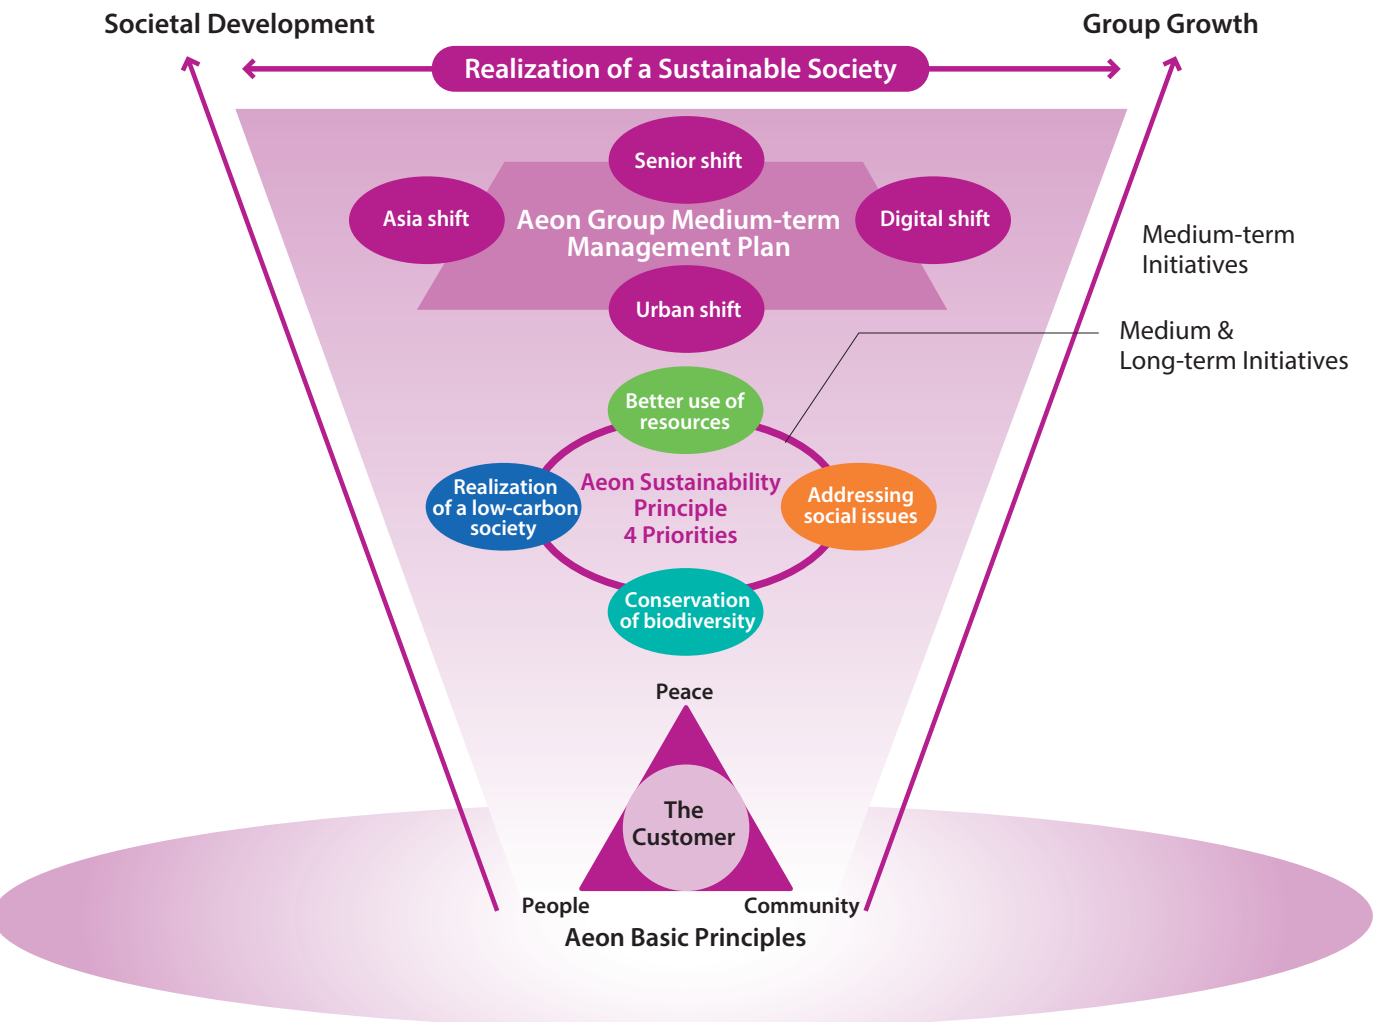 Societal Development
Group Growth
Realization of a Sustainable Society
Senior shift
Asia shift
Aeon Group Medium-term
Management Plan
Digital shift
Urban shift
Medium-term
Initiatives
Medium &
Long-term Initiatives
Better use of
resources
Realization
of a low-carbon
society
Aeon Sustainability
Principle
4 Priorities
Addressing
social issues
Conservation
of biodiversity
Peace
The
Customer
People
Community
Aeon Basic Principles